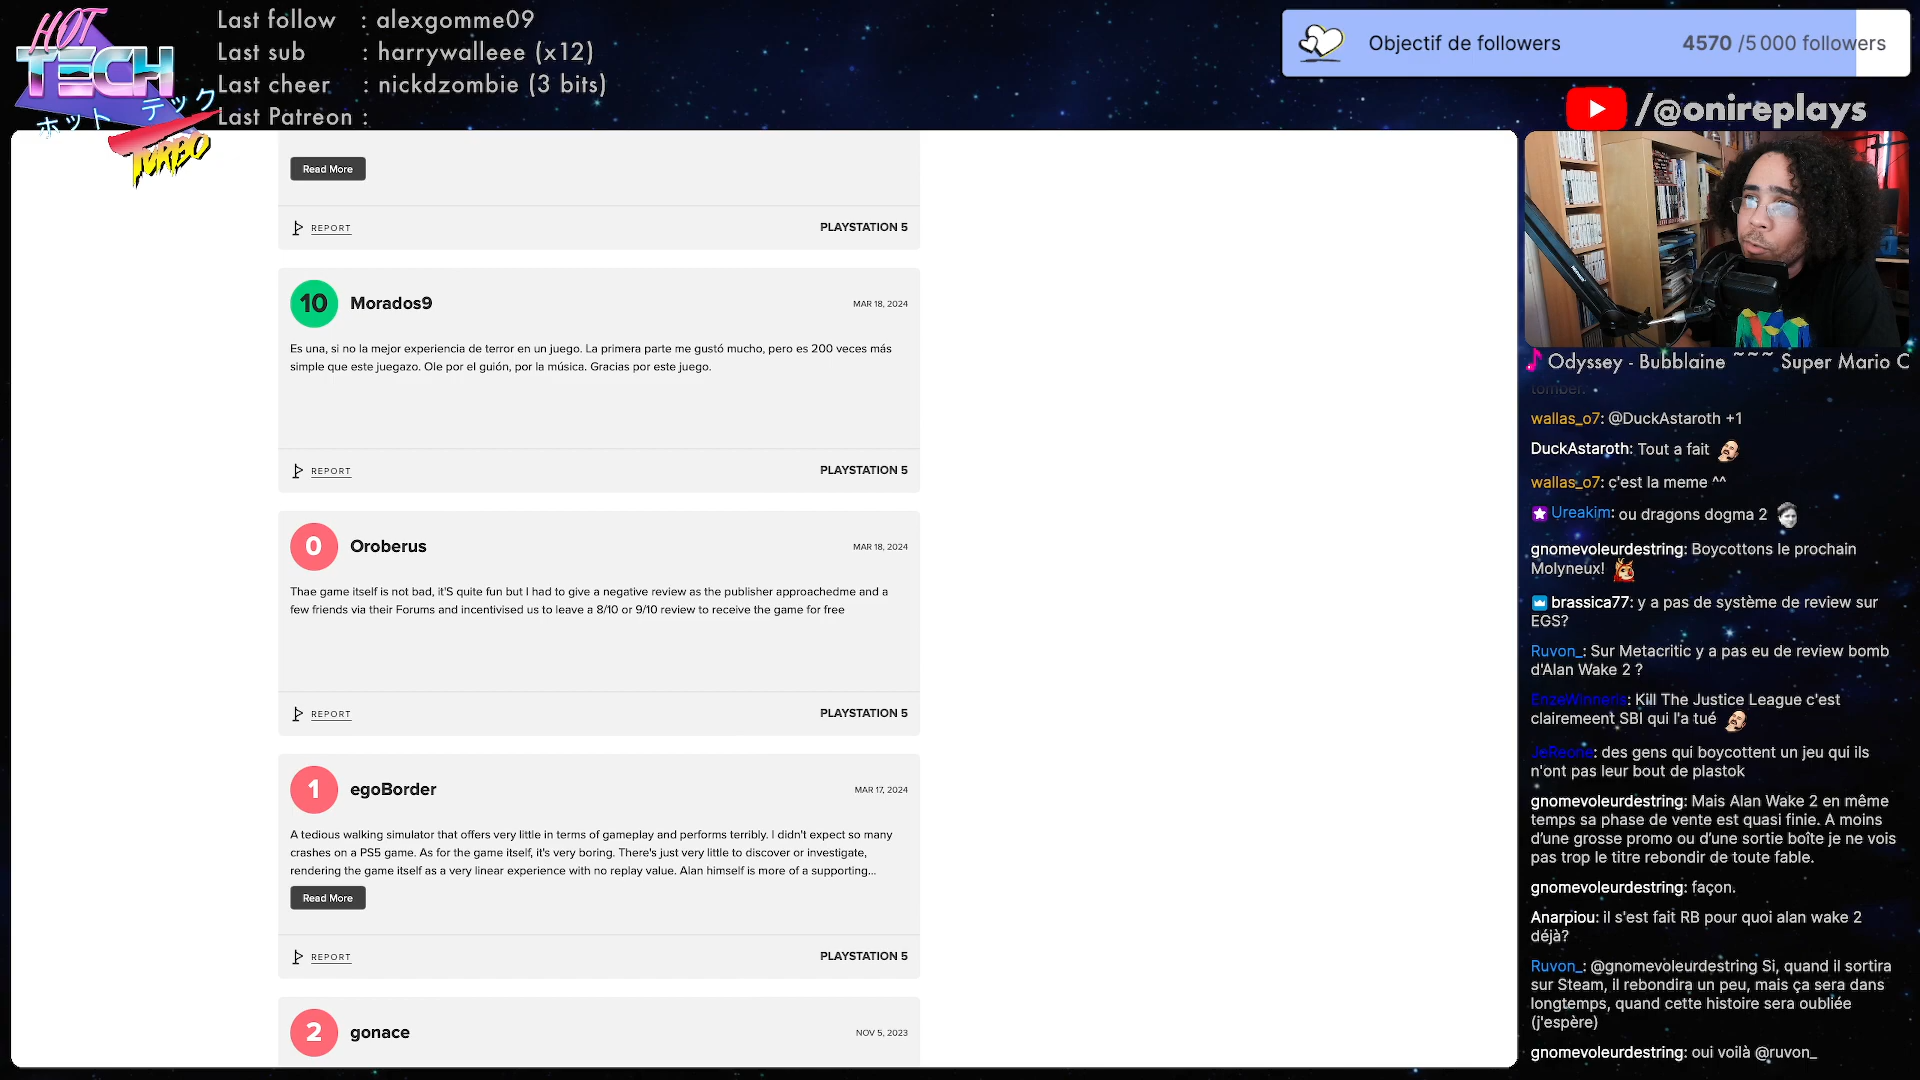 HOT
TECH
ホット テック
TURBO
Last follow : alexgomme09
Last sub : harrywalleee (x12)
Last cheer : nickdzombie (3 bits)
Last Patreon :
Objectif de followers
4570 /5 000 followers
/@onireplays
Read More
REPORT
PLAYSTATION 5
10
Morados9
MAR 18, 2024
Es una, si no la mejor experiencia de terror en un juego. La primera parte me gustó mucho, pero es 200 veces más
simple que este juegazo. Ole por el guión, por la música. Gracias por este juego.
REPORT
PLAYSTATION 5
0
Oroberus
MAR 18, 2024
Thae game itself is not bad, it'S quite fun but I had to give a negative review as the publisher approachedme and a
few friends via their Forums and incentivised us to leave a 8/10 or 9/10 review to receive the game for free
REPORT
PLAYSTATION 5
1
egoBorder
MAR 17, 2024
A tedious walking simulator that offers very little in terms of gameplay and performs terribly. I didn't expect so many
crashes on a PS5 game. As for the game itself, it's very boring. There's just very little to discover or investigate,
rendering the game itself as a very linear experience with no replay value. Alan himself is more of a supporting...
Read More
REPORT
PLAYSTATION 5
2
gonace
NOV 5, 2023
Odyssey - Bubblaine ~~~ Super Mario C
tomber.
wallas_o7: @DuckAstaroth +1
DuckAstaroth: Tout a fait
wallas_o7: c'est la meme ^^
Ureakim: ou dragons dogma 2
gnomevoleurdestring: Boycottons le prochain
Molyneux!
brassica77: y a pas de système de review sur
EGS?
Ruvon_: Sur Metacritic y a pas eu de review bomb
d'Alan Wake 2 ?
EnzeWinneris: Kill The Justice League c'est
clairemeent SBI qui l'a tué
JeReone: des gens qui boycottent un jeu qui ils
n'ont pas leur bout de plastok
gnomevoleurdestring: Mais Alan Wake 2 en même
temps sa phase de vente est quasi finie. A moins
d'une grosse promo ou d'une sortie boîte je ne vois
pas trop le titre rebondir de toute fable.
gnomevoleurdestring: façon.
Anarpiou: il s'est fait RB pour quoi alan wake 2
déjà?
Ruvon_: @gnomevoleurdestring Si, quand il sortira
sur Steam, il rebondira un peu, mais ça sera dans
longtemps, quand cette histoire sera oubliée
(j'espère)
gnomevoleurdestring: oui voilà @ruvon_